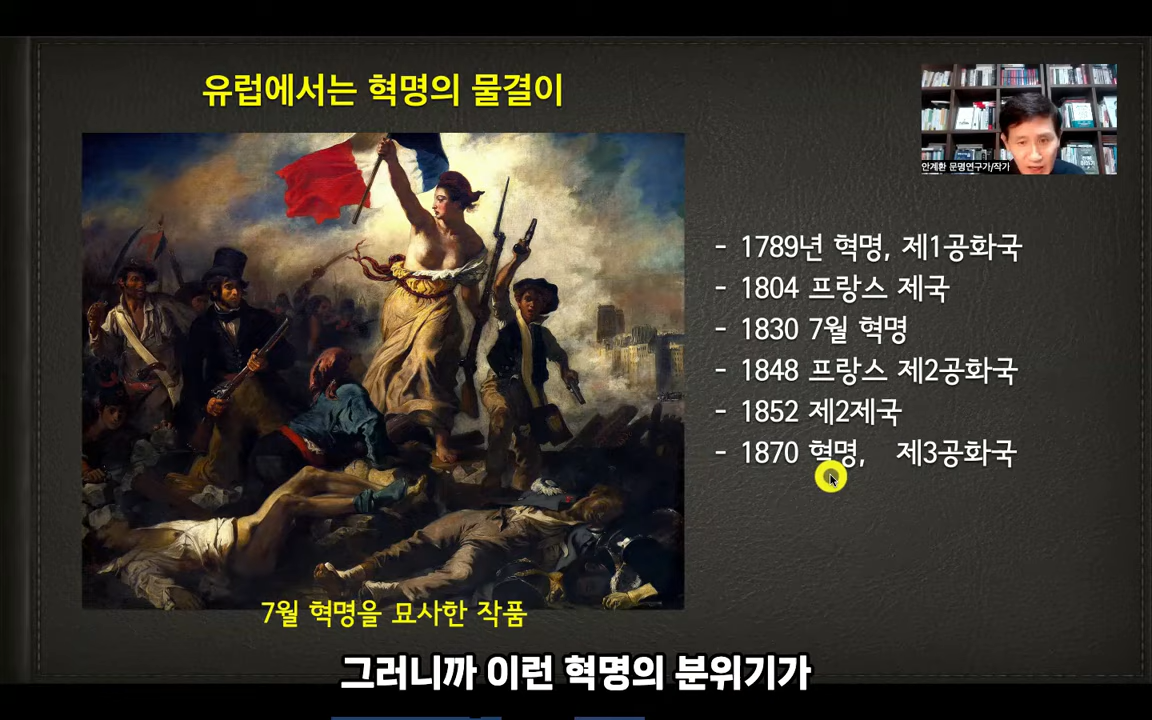 유럽에서는 혁명의 물결이
안계환 문명연구가/작가
- 1789년 혁명, 제1공화국
- 1804 프랑스 제국
- 1830 7월 혁명
- 1848 프랑스 제2공화국
- 1852 제2제국
- 1870 혁명, 제3공화국
7월 혁명을 묘사한 작품
그러니까 이런 혁명의 분위기가